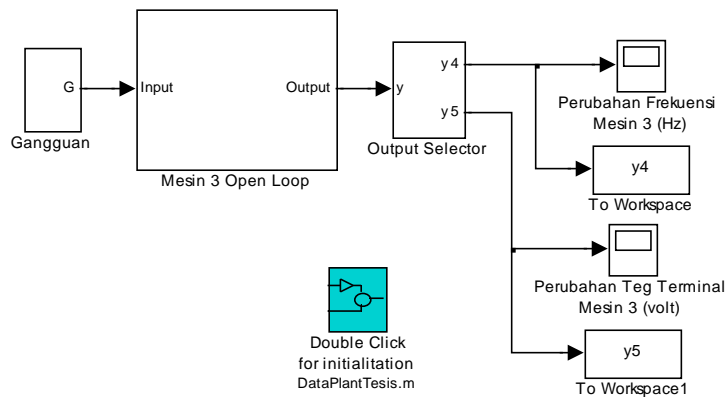 G
Gangguan
Input
Output
Mesin 3 Open Loop
y
y4
y5
Output Selector
Perubahan Frekuensi
Mesin 3 (Hz)
y4
To Workspace
Perubahan Teg Terminal
Mesin 3 (volt)
y5
To Workspace1
Double Click
for initialitation
DataPlantTesis.m